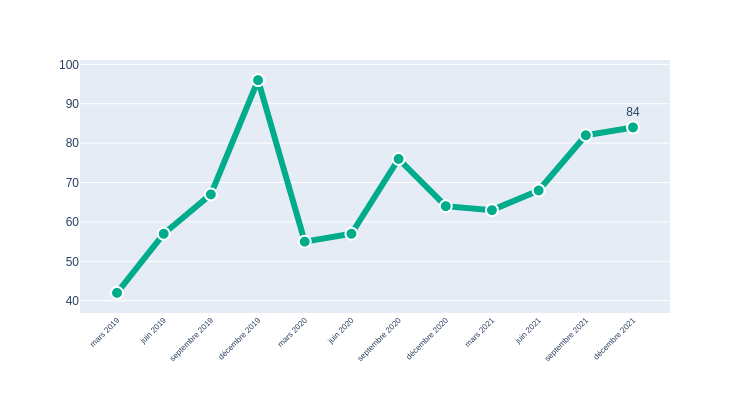 100
90
80
70
60
50
40
84
mars 2019
juin 2019
septembre 2019
décembre 2019
mars 2020
juin 2020
septembre 2020
décembre 2020
mars 2021
juin 2021
septembre 2021
décembre 2021